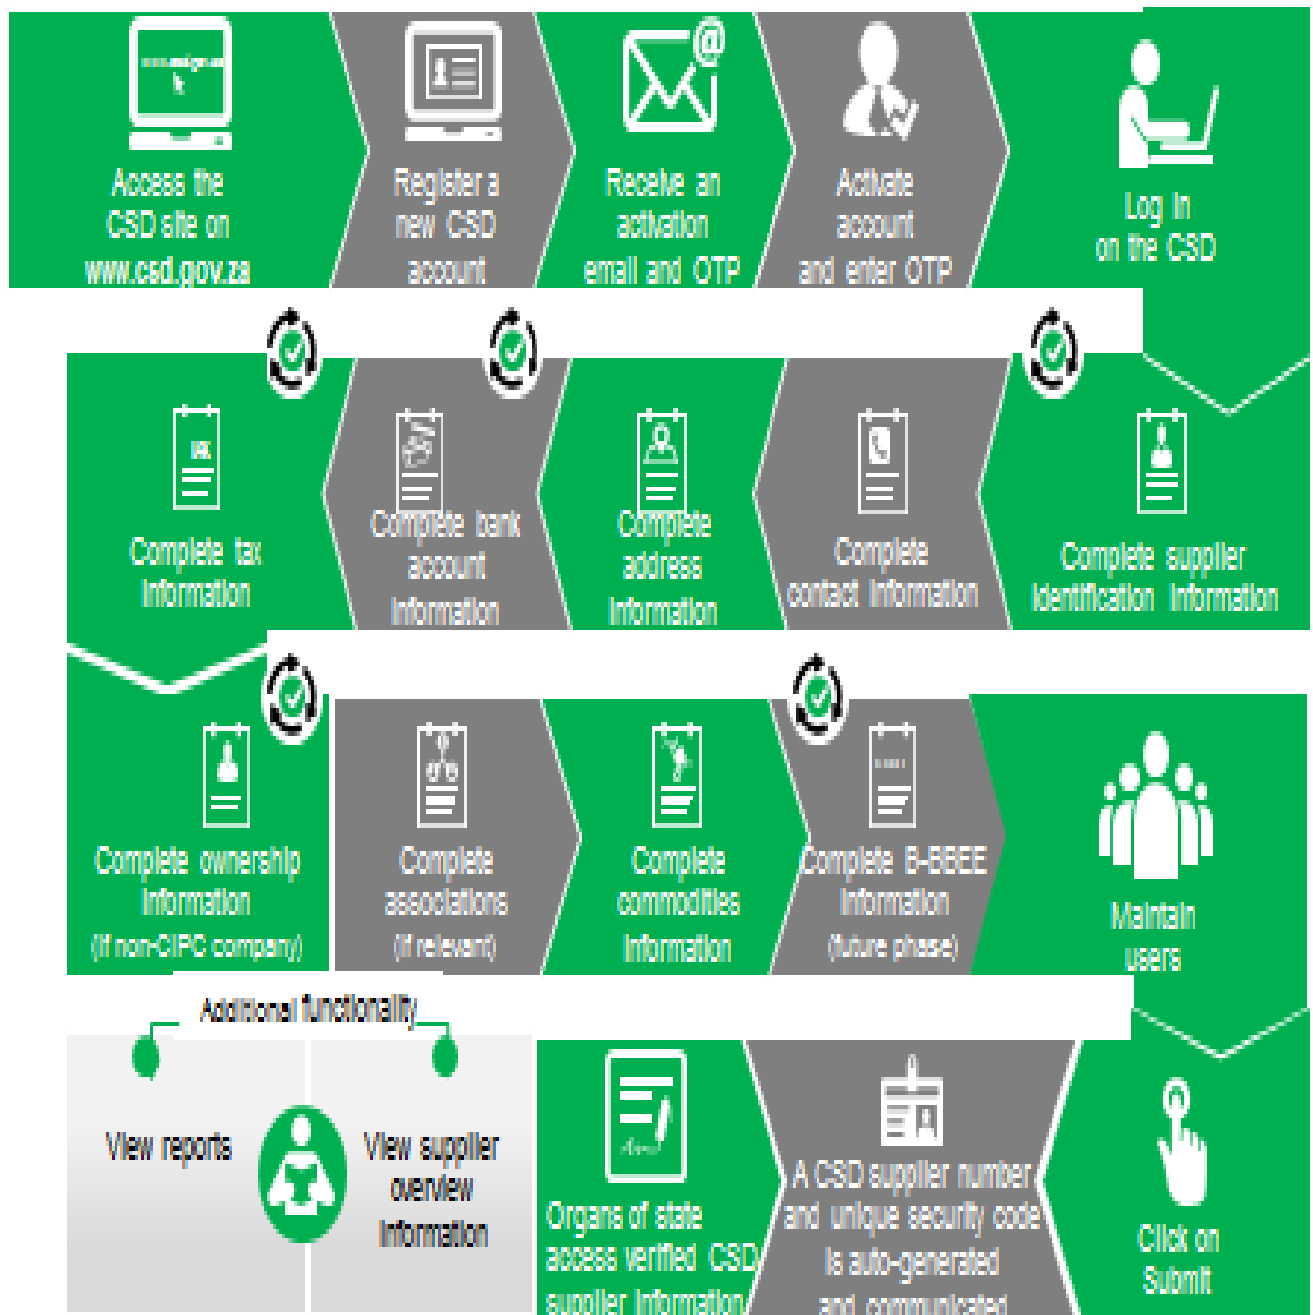 Access the
CSD site on
www.csd.gov.za
Register a
new CSD
account
Receive an
activation
email and OTP
Activate
account
and enter OTP
Log in
on the CSD
Complete supplier
identification information
Complete
contact information
Complete
address
information
Complete bank
account
information
TAX
Complete tax
information
Complete ownership
information
(if non-CIPC company)
Complete
associations
(if relevant)
Complete
commodities
information
Complete B-BBEE
information
(future phase)
Maintain
users
Click on
Submit
A CSD supplier number
and unique security code
is auto-generated
and communicated
Organs of state
access verified CSD
supplier information
Additional functionality
View reports
View supplier
overview
information